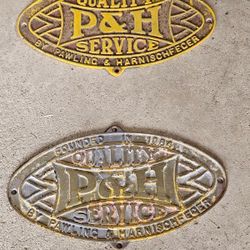 QUALITY
P&H
SERVICE
BY PAWLING & HARNISCHFEGER
FOUNDED IN 1884
QUALITY
P&H
SERVICE
BY PAWLING & HARNISCHFEGER